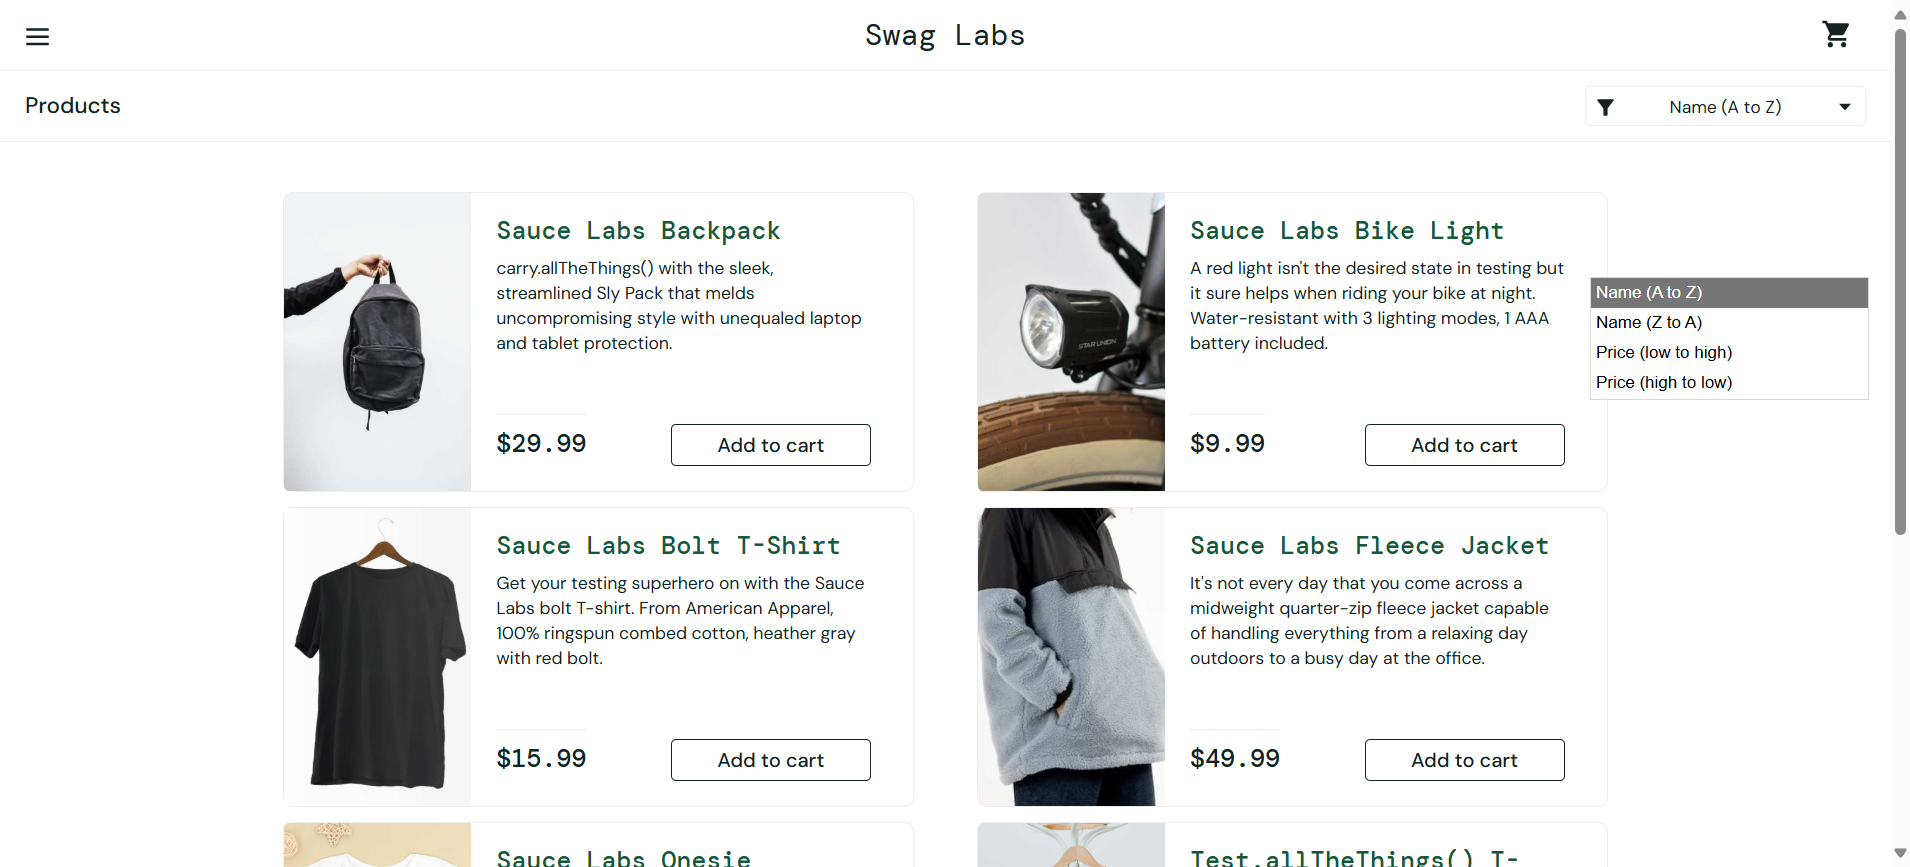 Swag Labs
Products
Name (A to Z)
Name (A to Z)
Name (Z to A)
Price (low to high)
Price (high to low)
Sauce Labs Backpack
carry.allTheThings() with the sleek,
streamlined Sly Pack that melds
uncompromising style with unequaled laptop
and tablet protection.
$29.99
Add to cart
Sauce Labs Bike Light
A red light isn't the desired state in testing but
it sure helps when riding your bike at night.
Water-resistant with 3 lighting modes, 1 AAA
battery included.
STAR UNION
$9.99
Add to cart
Sauce Labs Bolt T-Shirt
Get your testing superhero on with the Sauce
Labs bolt T-shirt. From American Apparel,
100% ringspun combed cotton, heather gray
with red bolt.
$15.99
Add to cart
Sauce Labs Fleece Jacket
It's not every day that you come across a
midweight quarter-zip fleece jacket capable
of handling everything from a relaxing day
outdoors to a busy day at the office.
$49.99
Add to cart
Sauce Labs Onesie
Test.allTheThings() T-